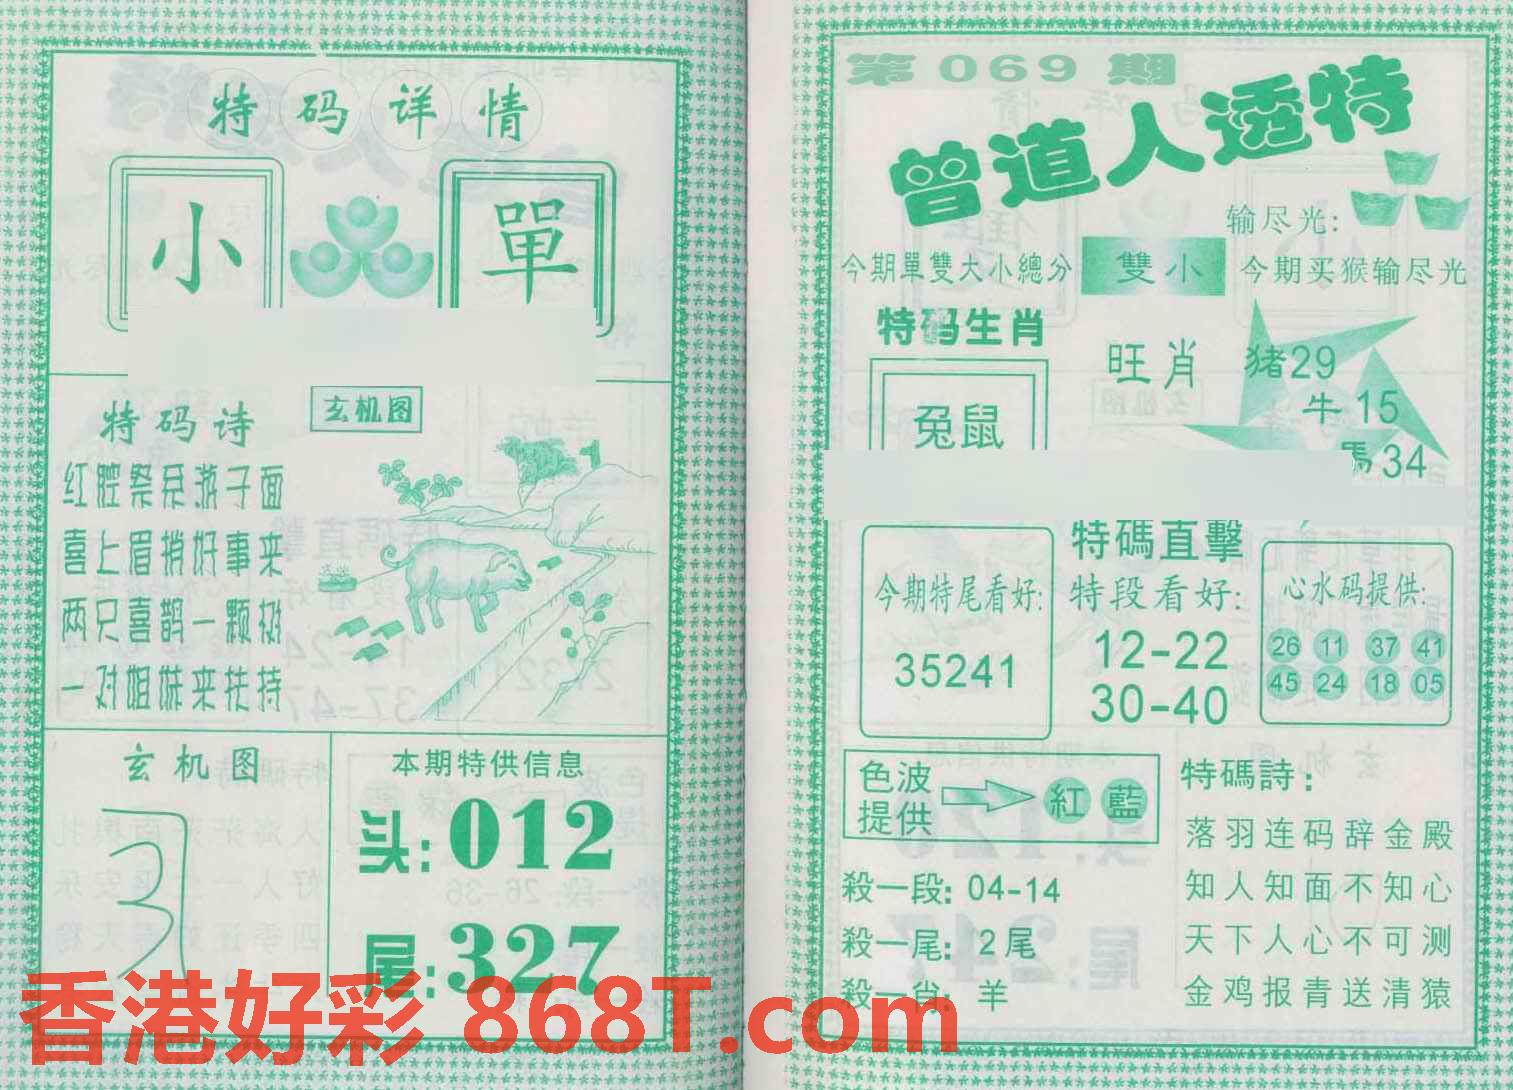 特码详情
小
單
特码诗
红腔祭吊游子面
喜上眉梢好事来
两只喜鹊一颗树
一对姐妹来扶持
玄机图
玄机图
本期特供信息
头:012
尾:327
第069期
曾道人透特
输尽光:
今期單雙大小總分
雙小
今期买猴输尽光
特码生肖
兔鼠
旺肖
猪29
牛15
馬34
今期特尾看好:
35241
特碼直擊
特段看好:
12-22
30-40
心水码提供:
26 11 37 41
45 24 18 05
色波
提供
紅 藍
殺一段: 04-14
殺一尾: 2尾
殺一肖: 羊
特碼詩:
落羽连码辞金殿
知人知面不知心
天下人心不可测
金鸡报青送清猿
香港好彩 868T.com